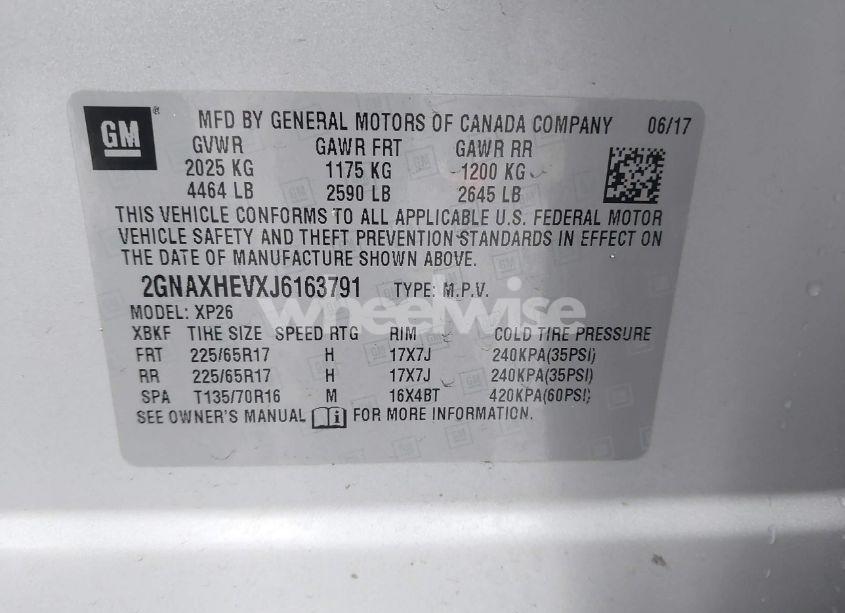 GM ®
MFD BY GENERAL MOTORS OF CANADA COMPANY 06/17
GVWR GAWR FRT GAWR RR
2025 KG 1175 KG 1200 KG
4464 LB 2590 LB 2645 LB
THIS VEHICLE CONFORMS TO ALL APPLICABLE U.S. FEDERAL MOTOR
VEHICLE SAFETY AND THEFT PREVENTION STANDARDS IN EFFECT ON
THE DATE OF MANUFACTURE SHOWN ABOVE.
2GNAXHEVXJ6163791 TYPE: M.P.V.
wheelwise
MODEL: XP26
XBKF TIRE SIZE SPEED RTG RIM COLD TIRE PRESSURE
FRT 225/65R17 H 17X7J 240KPA(35PSI)
RR 225/65R17 H 17X7J 240KPA(35PSI)
SPA T135/70R16 M 16X4BT 420KPA(60PSI)
SEE OWNER'S MANUAL FOR MORE INFORMATION.